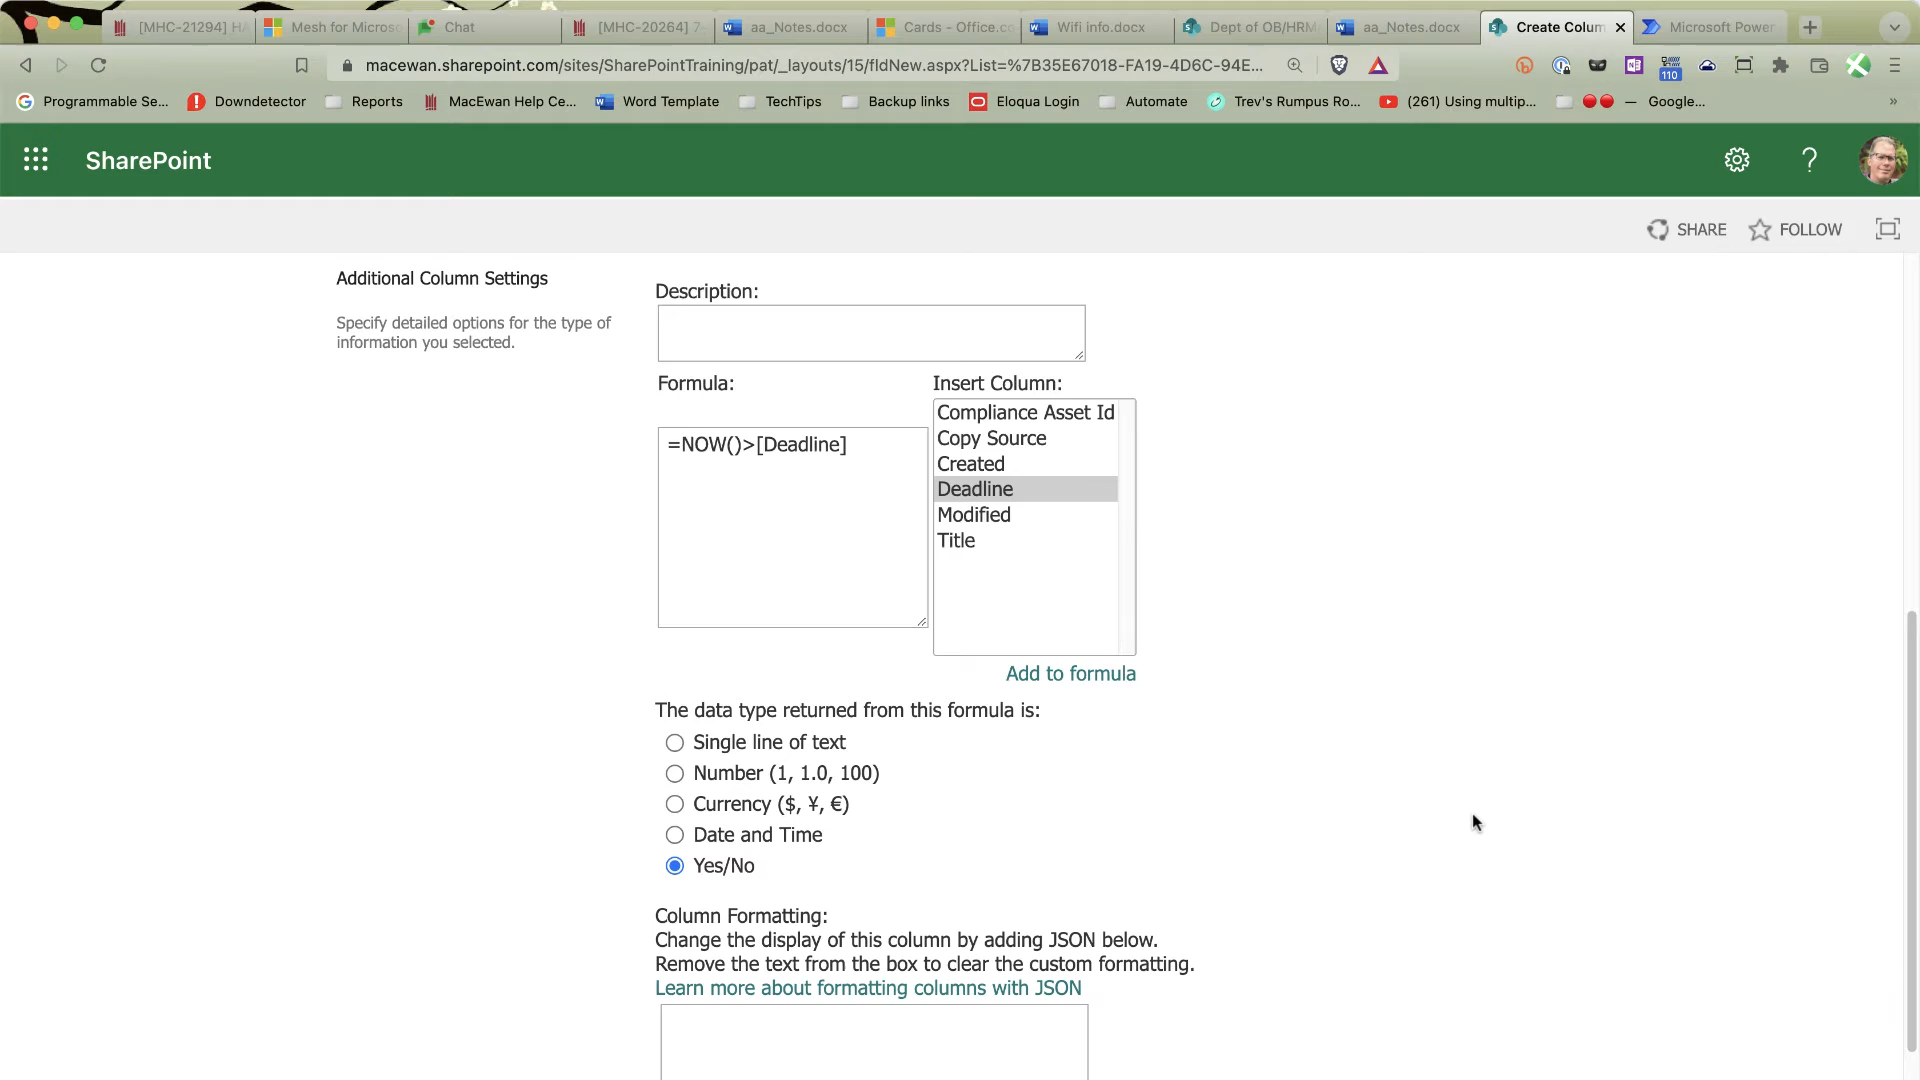 [MHC-21294] HA
Mesh for Microso
Chat
[MHC-20264] 7-
aa_Notes.docx
Cards - Office.co
Wifi info.docx
Dept of OB/HRM
aa_Notes.docx
Create Colum
Microsoft Power
macewan.sharepoint.com/sites/SharePointTraining/pat/_layouts/15/fldNew.aspx?List=%7B35E67018-FA19-4D6C-94E...
110
Programmable Se...
Downdetector
Reports
MacEwan Help Ce...
Word Template
TechTips
Backup links
Eloqua Login
Automate
Trev's Rumpus Ro...
(261) Using multip...
— Google...
»
SharePoint
?
SHARE
FOLLOW
Additional Column Settings
Specify detailed options for the type of
information you selected.
Description:
Formula:
Insert Column:
=NOW()>[Deadline]
Compliance Asset Id
Copy Source
Created
Deadline
Modified
Title
Add to formula
The data type returned from this formula is:
Single line of text
Number (1, 1.0, 100)
Currency ($, ¥, €)
Date and Time
Yes/No
Column Formatting:
Change the display of this column by adding JSON below.
Remove the text from the box to clear the custom formatting.
Learn more about formatting columns with JSON